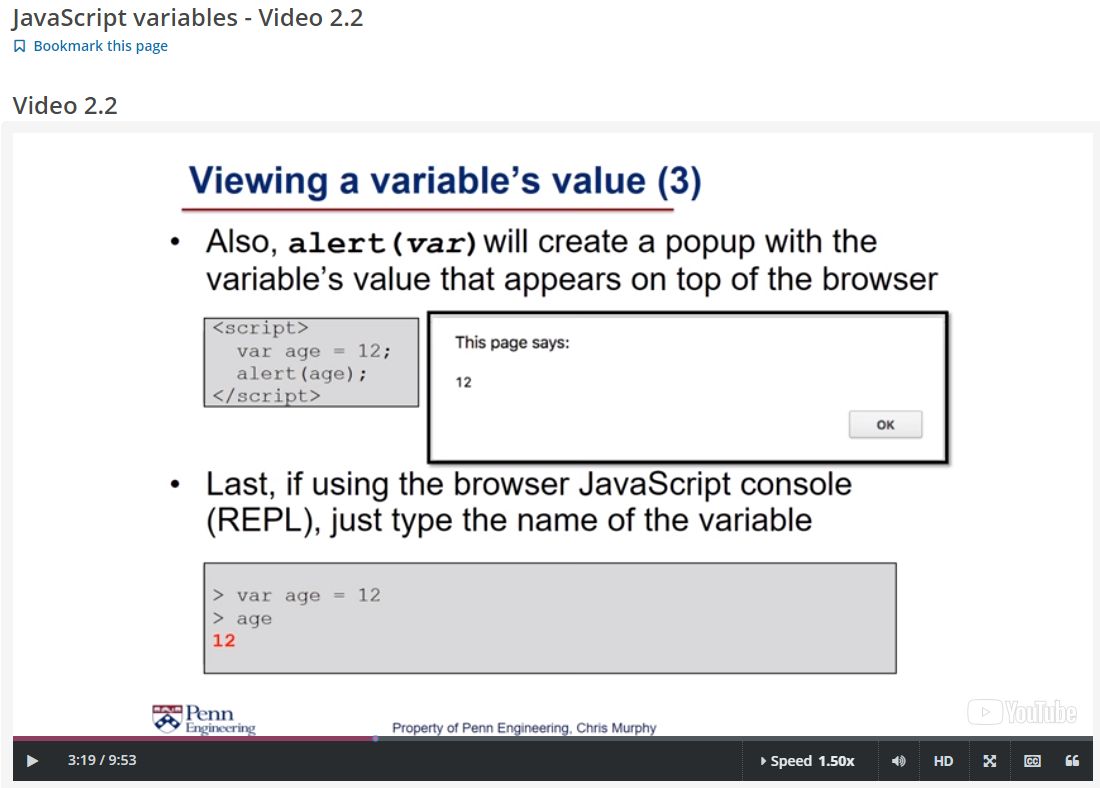 JavaScript variables - Video 2.2
Bookmark this page
Video 2.2
Viewing a variable's value (3)
• Also, alert(var) will create a popup with the
variable's value that appears on top of the browser
<script>
var age = 12;
alert(age);
</script>
This page says:
12
OK
• Last, if using the browser JavaScript console
(REPL), just type the name of the variable
> var age = 12
> age
12
Penn
Engineering
Property of Penn Engineering, Chris Murphy
YouTube
3:19 / 9:53
Speed 1.50x
HD
CC